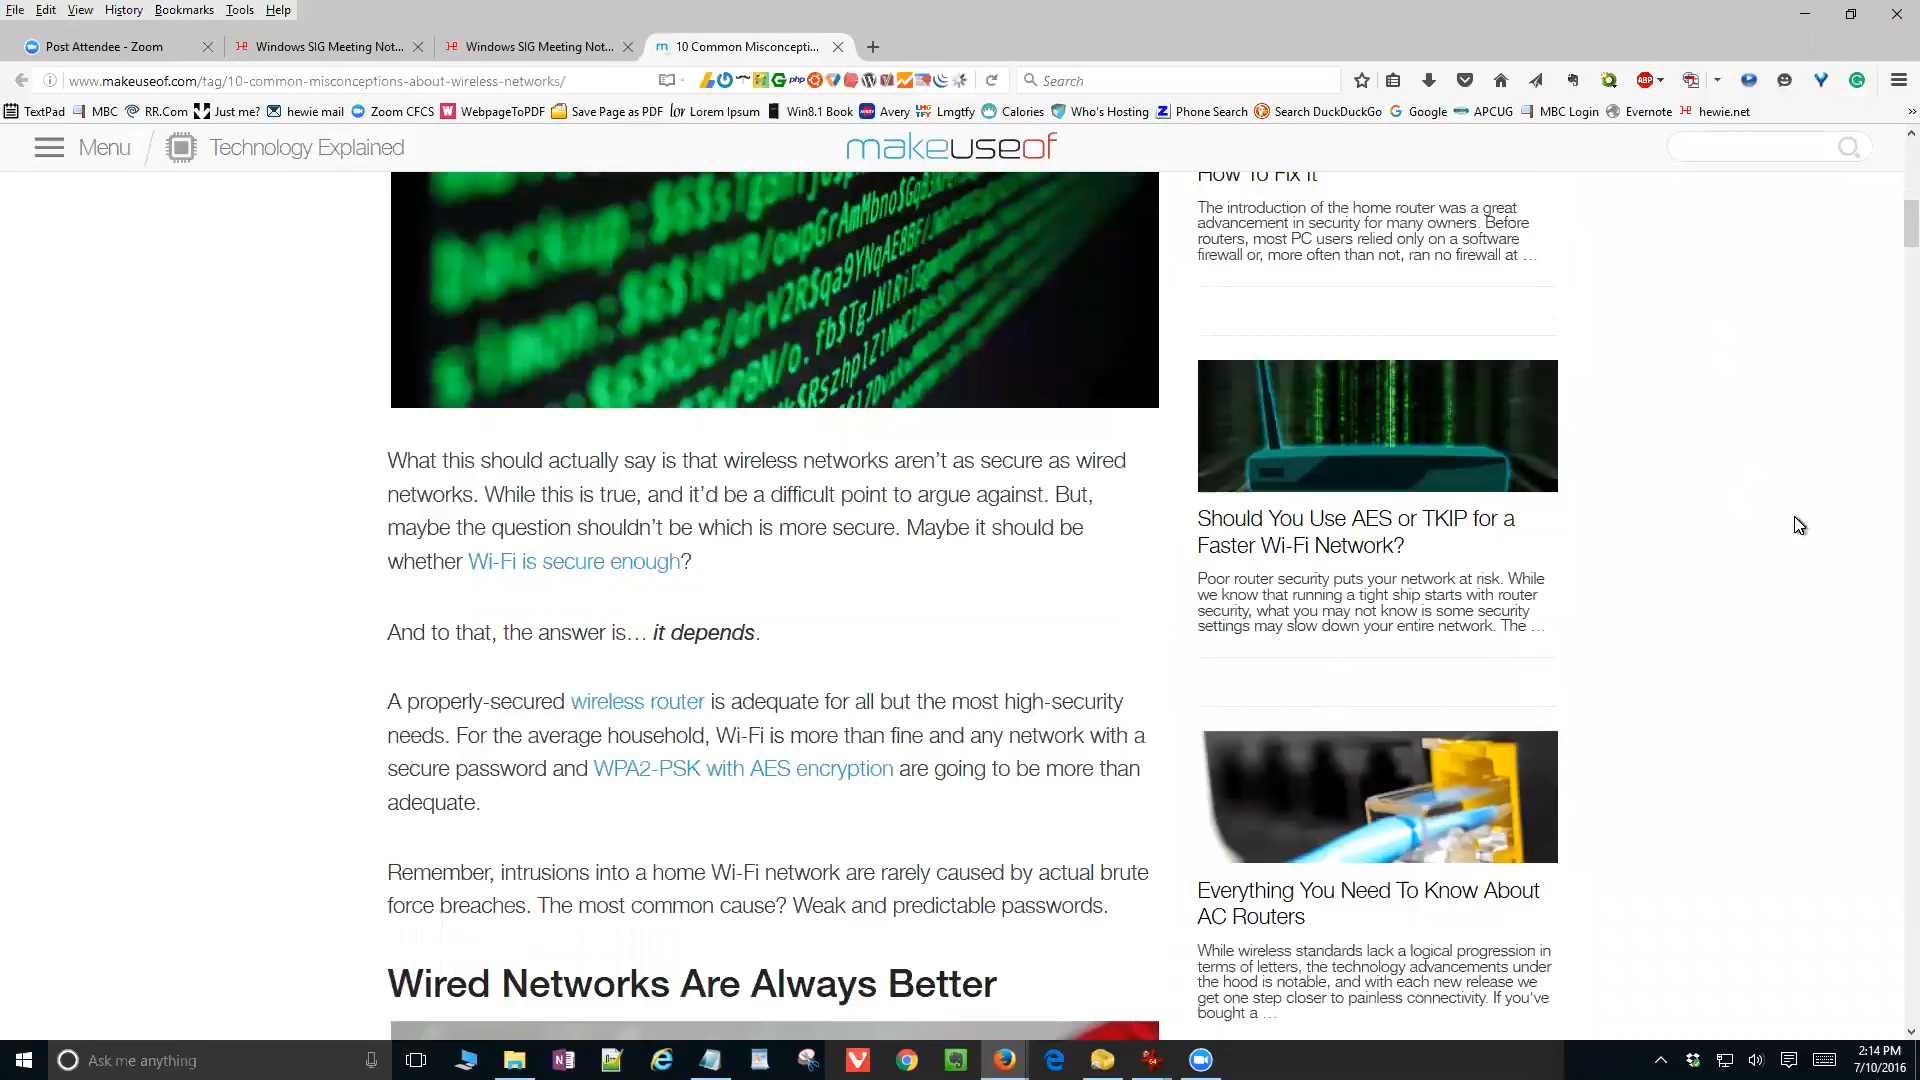 File Edit View History Bookmarks Tools Help
Post Attendee - Zoom
Windows SIG Meeting Not...
Windows SIG Meeting Not...
10 Common Misconcepti...
www.makeuseof.com/tag/10-common-misconceptions-about-wireless-networks/
Search
TextPad MBC RR.Com Just me? hewie mail Zoom CFCS WebpageToPDF Save Page as PDF Lorem Ipsum Win8.1 Book Avery Lmgtfy Calories Who's Hosting Phone Search Search DuckDuckGo Google APCUG MBC Login Evernote hewie.net
Menu Technology Explained
makeuseof
What this should actually say is that wireless networks aren't as secure as wired
networks. While this is true, and it'd be a difficult point to argue against. But,
maybe the question shouldn't be which is more secure. Maybe it should be
whether Wi-Fi is secure enough?
And to that, the answer is… it depends.
A properly-secured wireless router is adequate for all but the most high-security
needs. For the average household, Wi-Fi is more than fine and any network with a
secure password and WPA2-PSK with AES encryption are going to be more than
adequate.
Remember, intrusions into a home Wi-Fi network are rarely caused by actual brute
force breaches. The most common cause? Weak and predictable passwords.
Wired Networks Are Always Better
How To Fix It
The introduction of the home router was a great
advancement in security for many owners. Before
routers, most PC users relied only on a software
firewall or, more often than not, ran no firewall at …
Should You Use AES or TKIP for a
Faster Wi-Fi Network?
Poor router security puts your network at risk. While
we know that running a tight ship starts with router
security, what you may not know is some security
settings may slow down your entire network. The …
Everything You Need To Know About
AC Routers
While wireless standards lack a logical progression in
terms of letters, the technology advancements under
the hood is notable, and with each new release we
get one step closer to painless connectivity. If you've
bought a …
Ask me anything
2:14 PM
7/10/2016